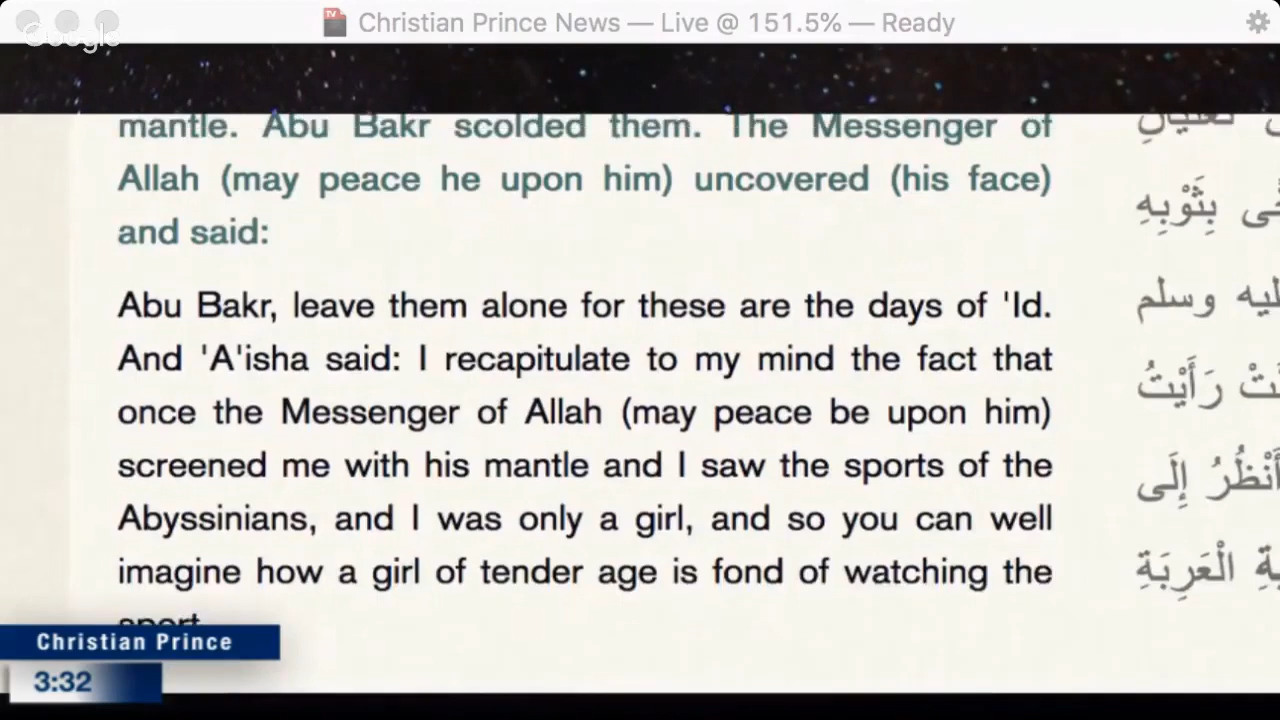 Christian Prince News — Live @ 151.5% — Ready
Google
mantle. Abu Bakr scolded them. The Messenger of
Allah (may peace he upon him) uncovered (his face)
and said:
Abu Bakr, leave them alone for these are the days of 'Id.
And 'A'isha said: I recapitulate to my mind the fact that
once the Messenger of Allah (may peace be upon him)
screened me with his mantle and I saw the sports of the
Abyssinians, and I was only a girl, and so you can well
imagine how a girl of tender age is fond of watching the
sport.
بِثَوْبِهِ
وسلم
رَأَيْتُ
أَنْظُرُ إِلَى
الْعَرِبَةِ
Christian Prince
3:32